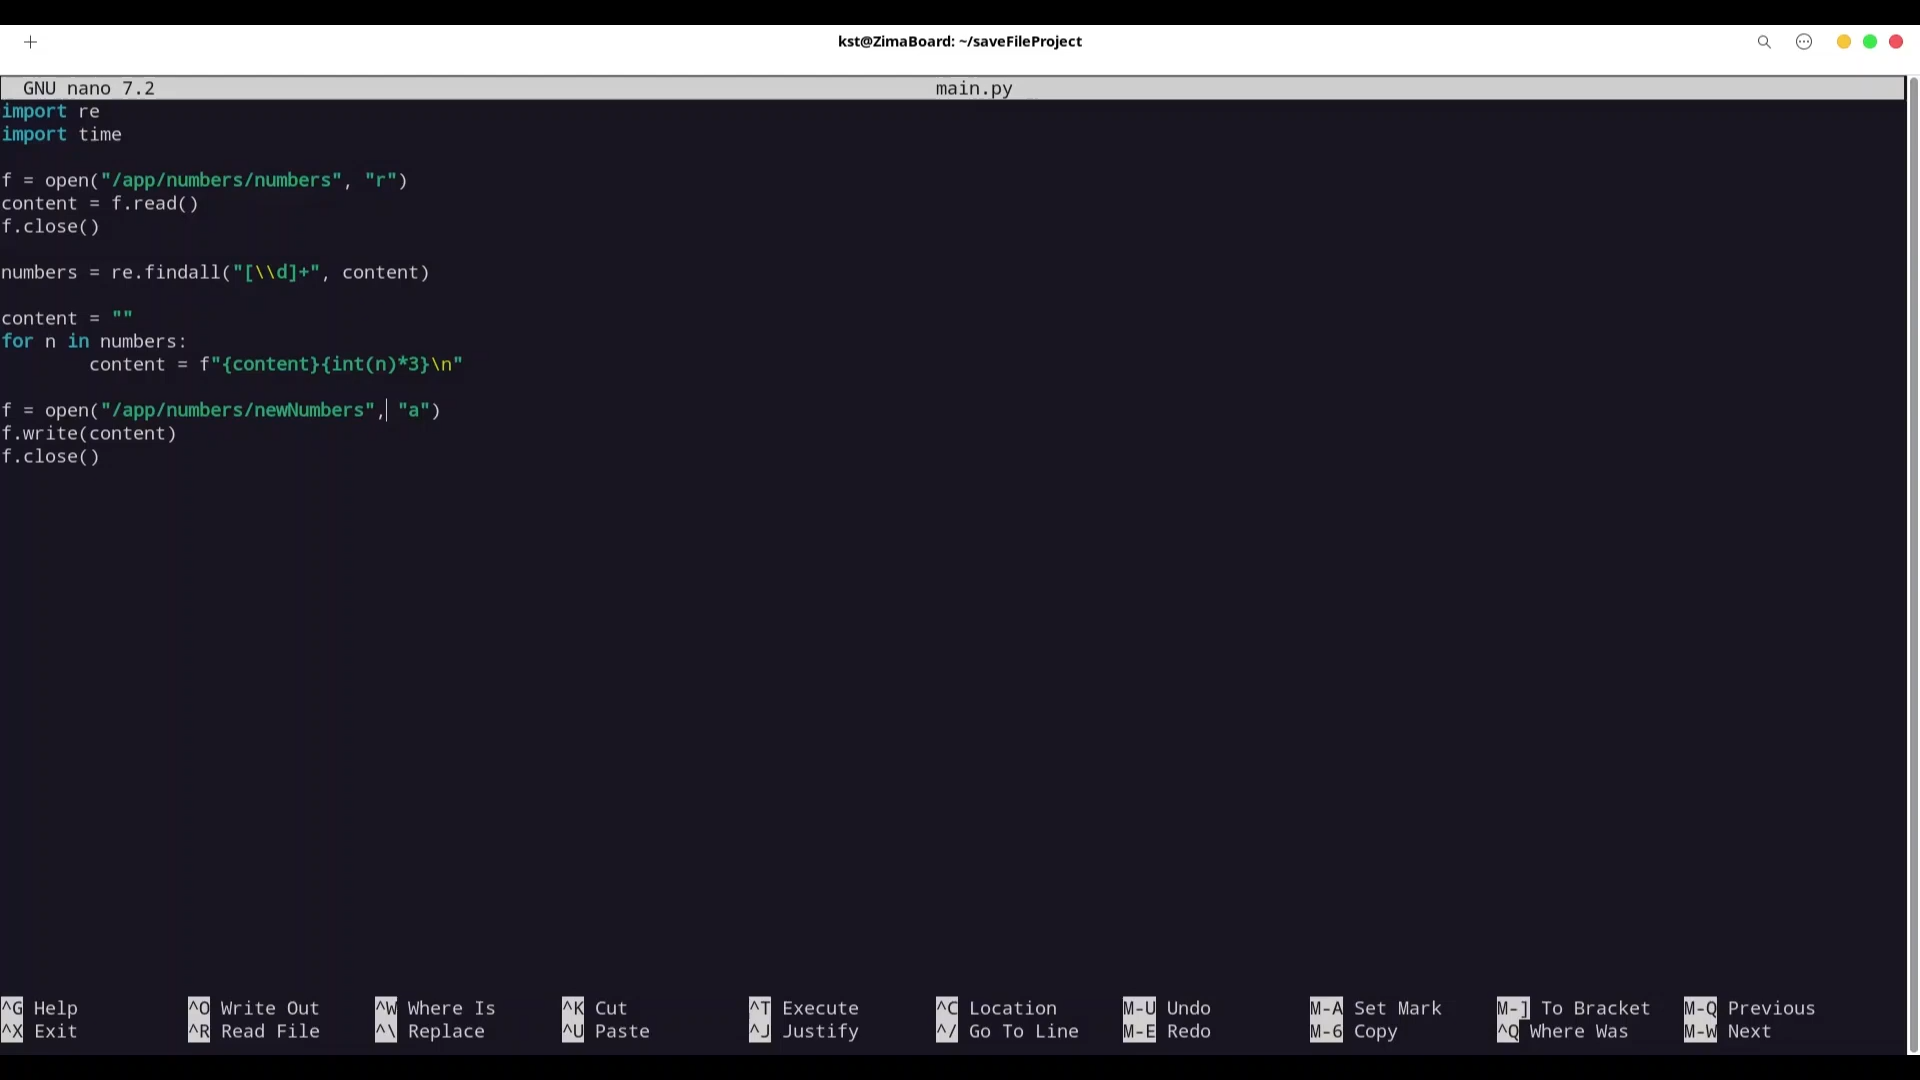 kst@ZimaBoard: ~/saveFileProject
GNU nano 7.2 main.py
import re
import time
f = open("/app/numbers/numbers", "r")
content = f.read()
f.close()
numbers = re.findall("[\\d]+", content)
content = ""
for n in numbers:
        content = f"{content}{int(n)*3}\n"
f = open("/app/numbers/newNumbers", "a")
f.write(content)
f.close()
^G Help ^O Write Out ^W Where Is ^K Cut ^T Execute ^C Location M-U Undo M-A Set Mark M-] To Bracket M-Q Previous
^X Exit ^R Read File ^\ Replace ^U Paste ^J Justify ^/ Go To Line M-E Redo M-6 Copy ^Q Where Was M-W Next